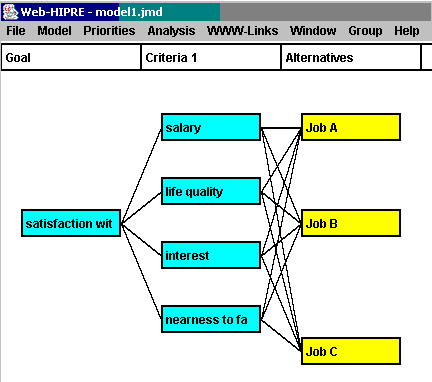 Web-HIPRE - model1.jmd
File Model Priorities Analysis WWW-Links Window Group Help
Goal Criteria 1 Alternatives
salary Job A
life quality
satisfaction wit Job B
interest
nearness to fa
Job C